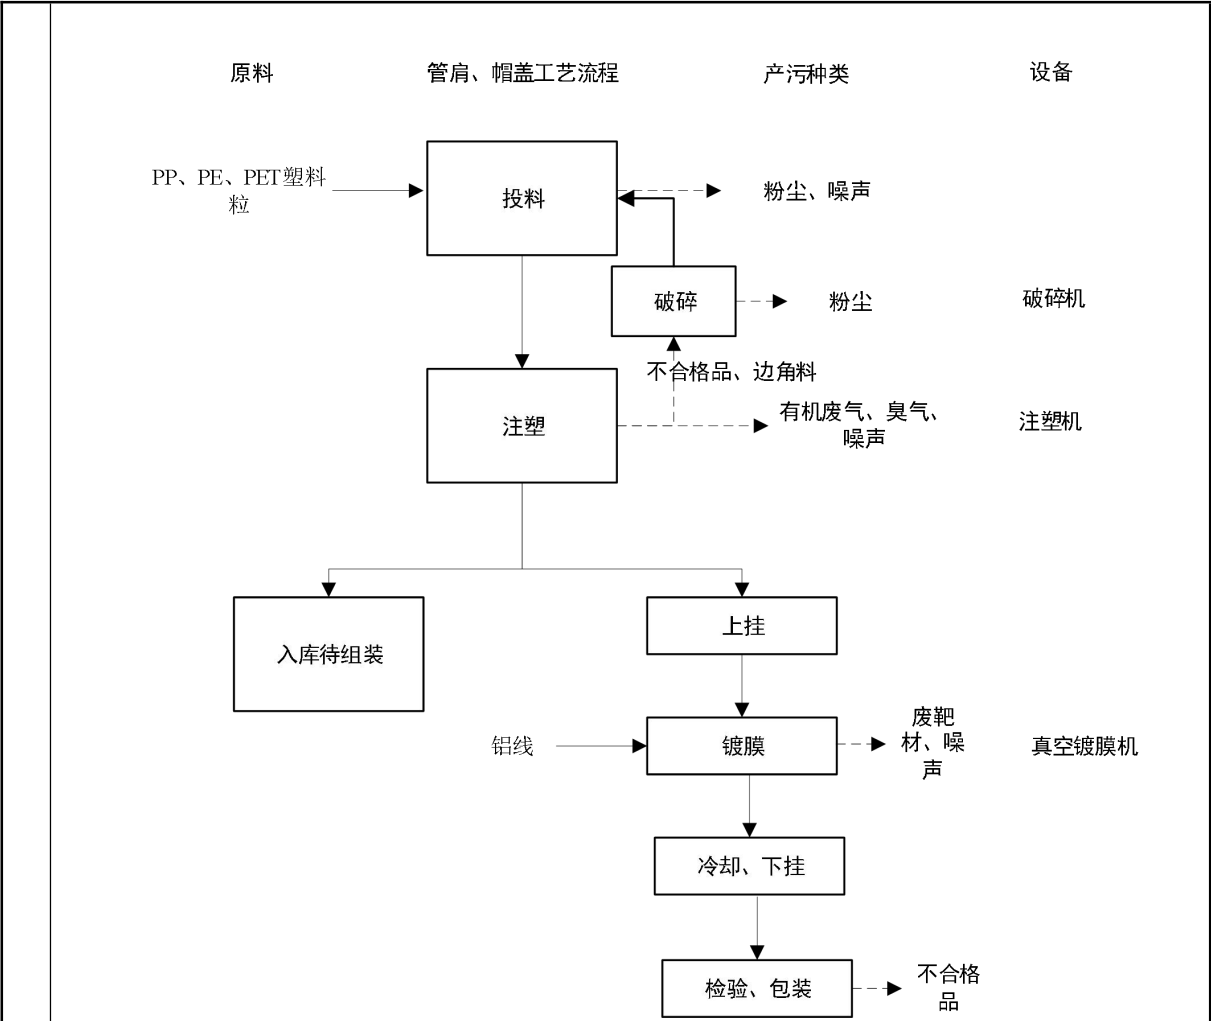 原料
管肩、帽盖工艺流程
产污种类
设备
PP、PE、PET塑料
粒
投料
粉尘、噪声
破碎
粉尘
破碎机
不合格品、边角料
注塑
有机废气、臭气、
噪声
注塑机
入库待组装
上挂
铝线
镀膜
废靶
材、噪
声
真空镀膜机
冷却、下挂
检验、包装
不合格
品